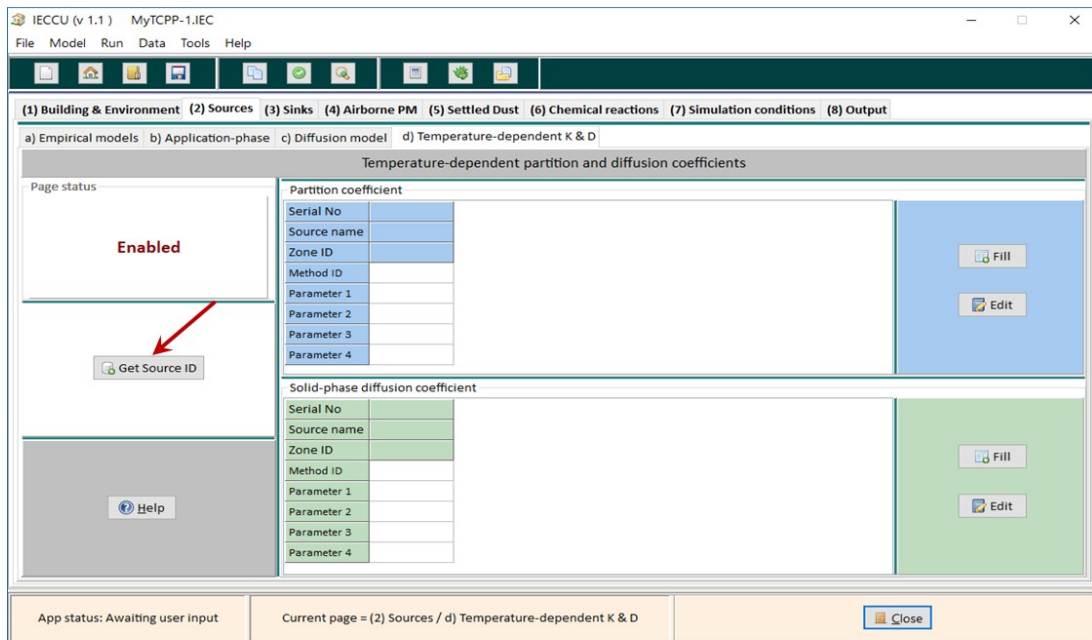 IECCU (v 1.1 ) MyTCPP-1.IEC
File Model Run Data Tools Help
(1) Building & Environment (2) Sources (3) Sinks (4) Airborne PM (5) Settled Dust (6) Chemical reactions (7) Simulation conditions (8) Output
a) Empirical models b) Application-phase c) Diffusion model d) Temperature-dependent K & D
Temperature-dependent partition and diffusion coefficients
Page status
Enabled
Get Source ID
Help
Partition coefficient
Serial No
Source name
Zone ID
Method ID
Parameter 1
Parameter 2
Parameter 3
Parameter 4
Fill
Edit
Solid-phase diffusion coefficient
Serial No
Source name
Zone ID
Method ID
Parameter 1
Parameter 2
Parameter 3
Parameter 4
Fill
Edit
App status: Awaiting user input
Current page = (2) Sources / d) Temperature-dependent K & D
Close